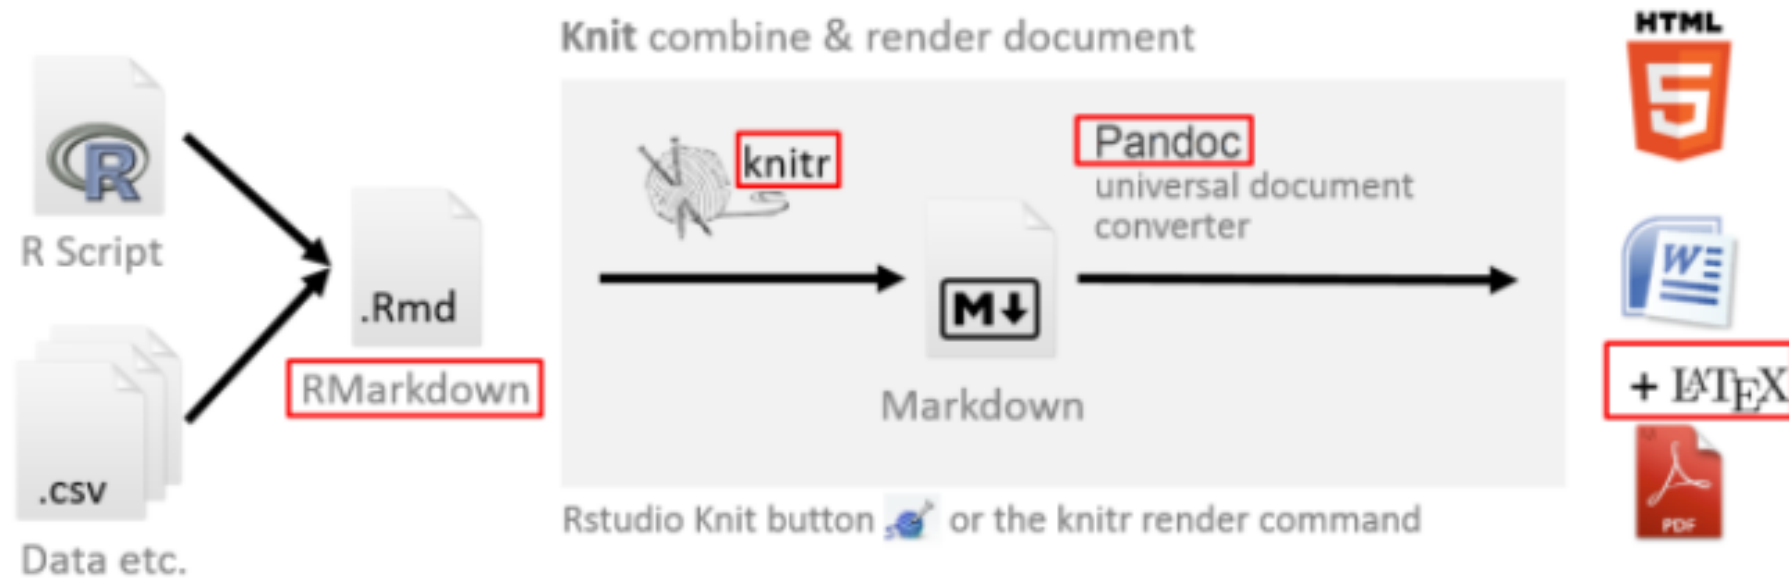 Knit combine & render document
HTML
5
R
R Script
.Rmd
RMarkdown
.csv
Data etc.
knitr
Pandoc
universal document
converter
M
Markdown
Rstudio Knit button or the knitr render command
W
+ LATEX
PDF